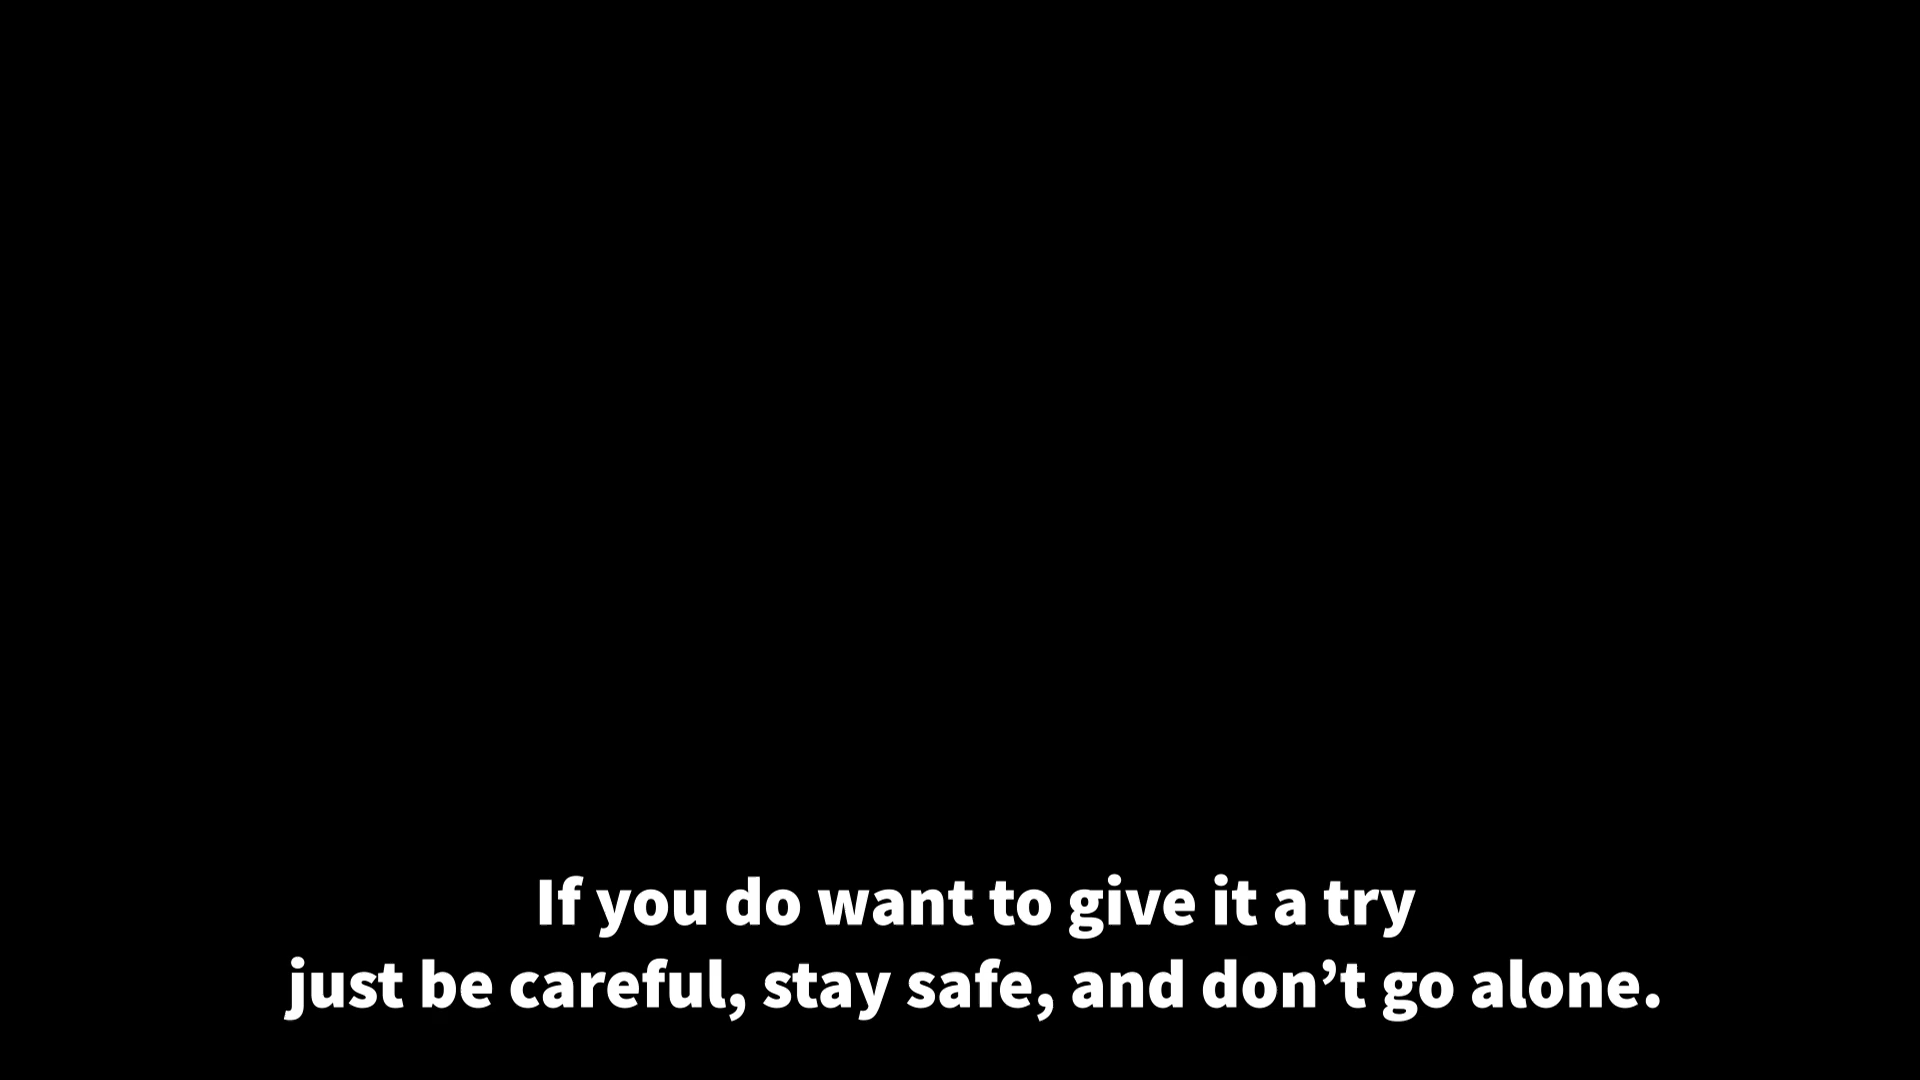 If you do want to give it a try
just be careful, stay safe, and don’t go alone.